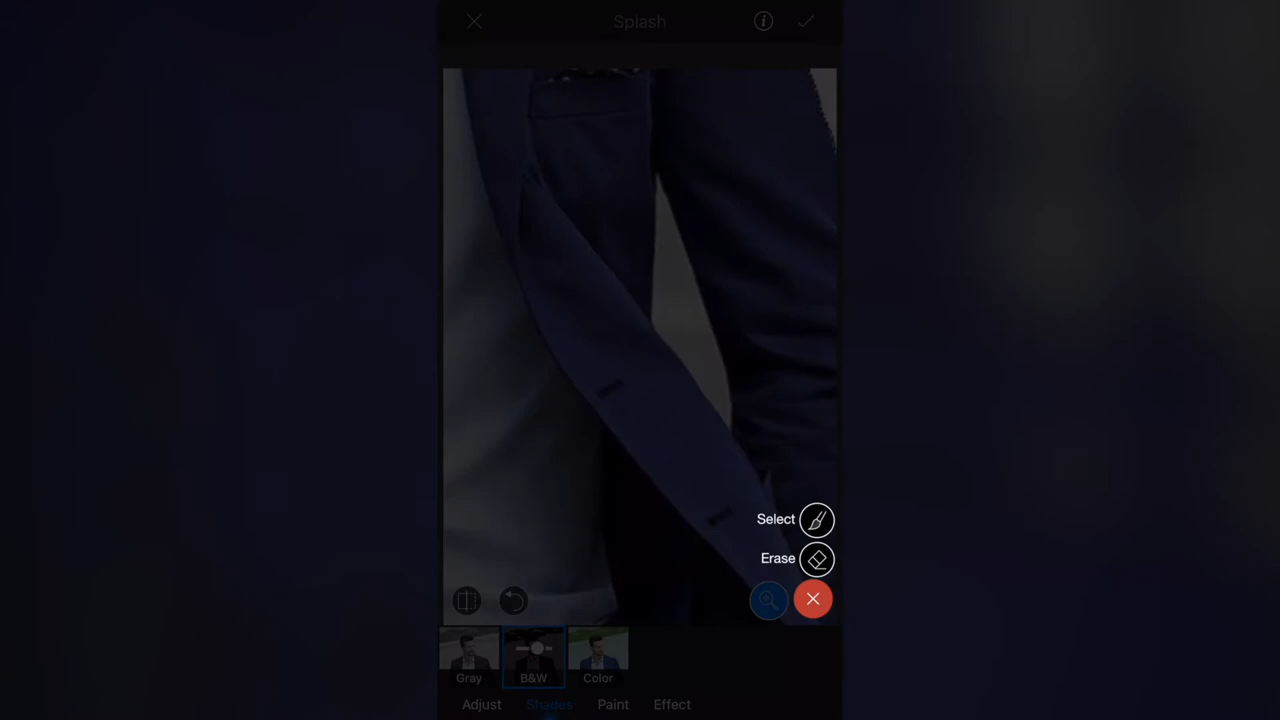 Splash
Select
Erase
Gray
B&W
Color
Adjust
Shades
Paint
Effect